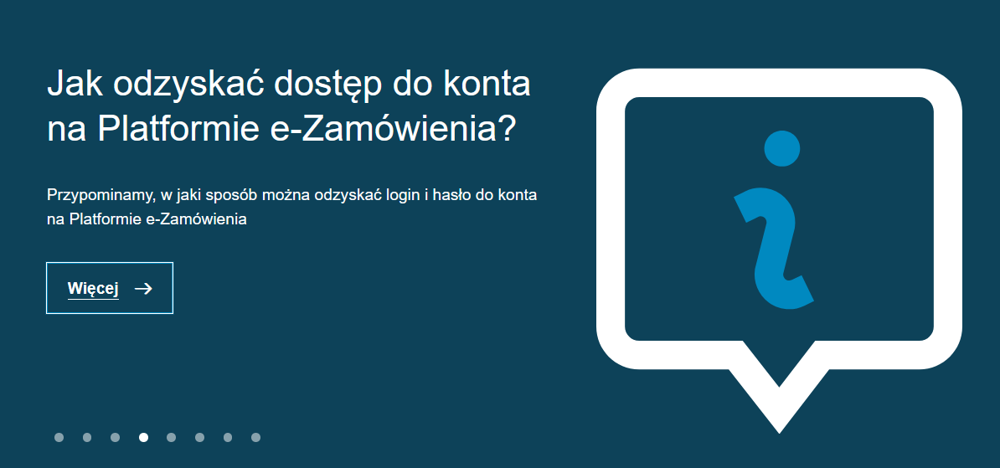 Jak odzyskać dostęp do konta
na Platformie e-Zamówienia?
Przypominamy, w jaki sposób można odzyskać login i hasło do konta
na Platformie e-Zamówienia
Więcej